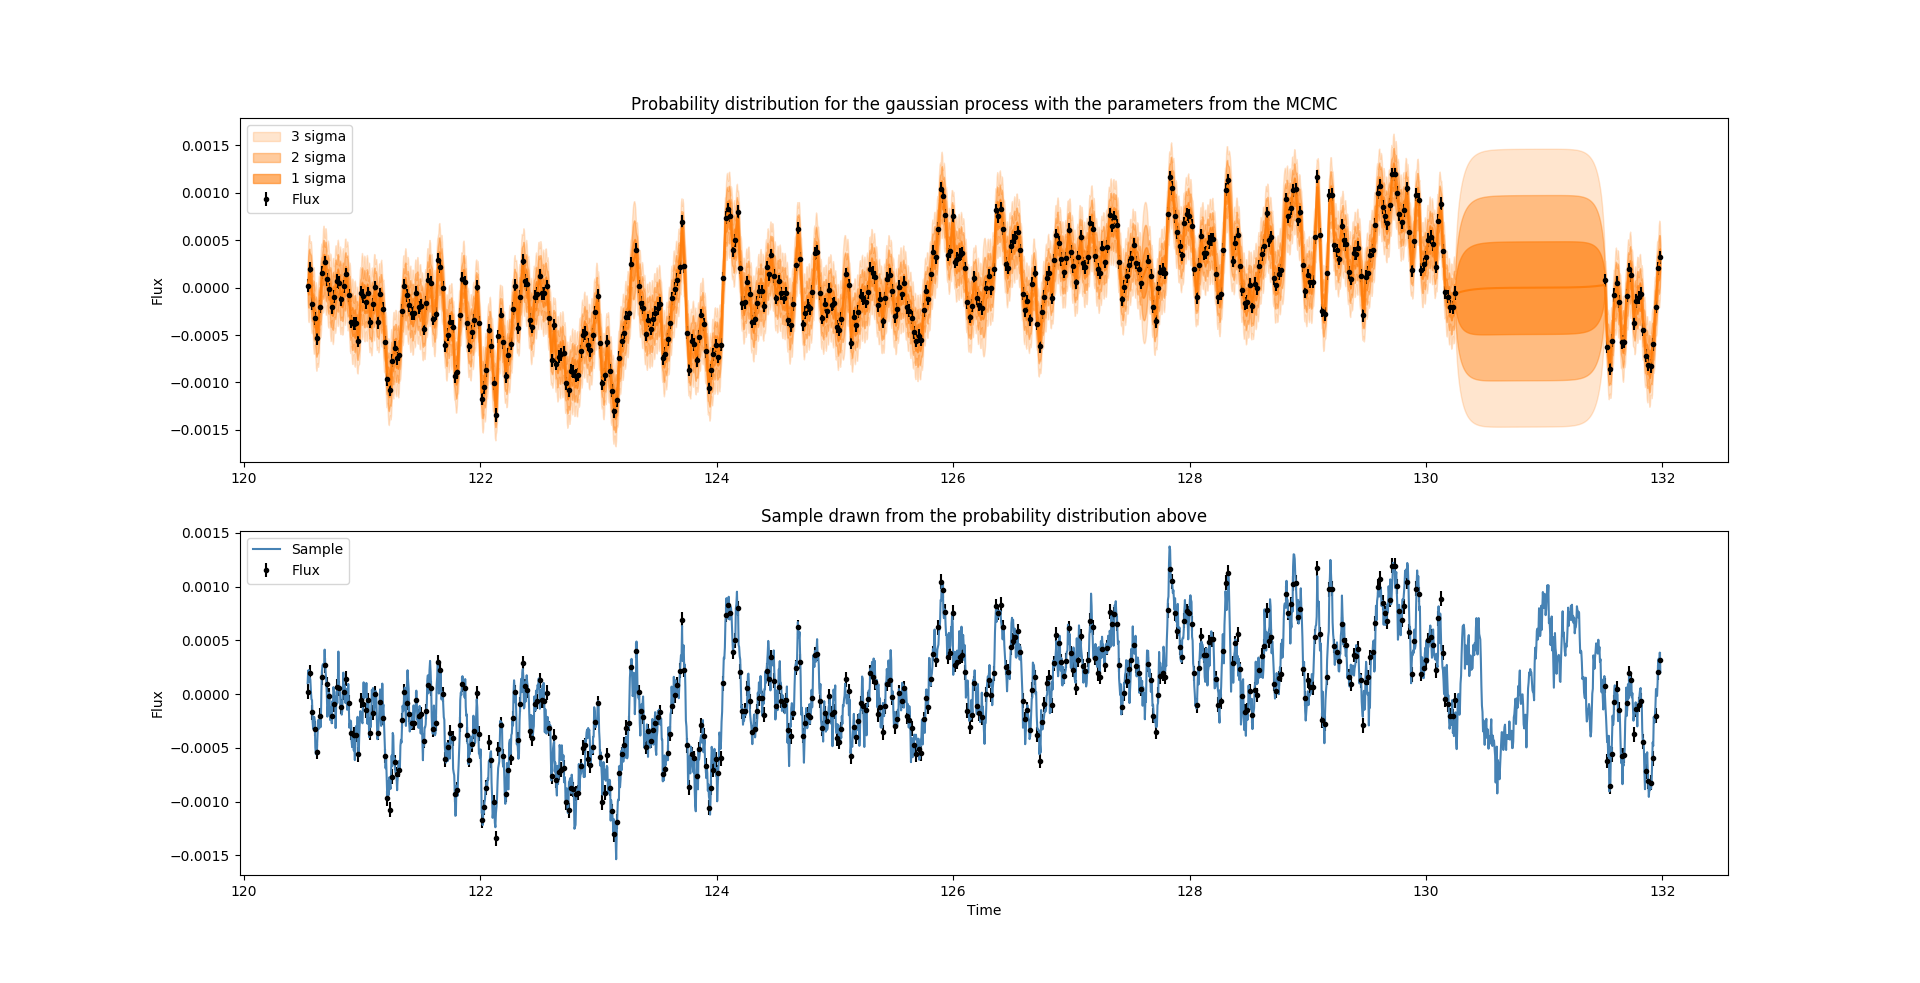 Probability distribution for the gaussian process with the parameters from the MCMC
3 sigma
2 sigma
1 sigma
Flux
0.0015
0.0010
0.0005
0.0000
−0.0005
−0.0010
−0.0015
Flux
120 122 124 126 128 130 132
Sample drawn from the probability distribution above
Sample
Flux
0.0015
0.0010
0.0005
0.0000
−0.0005
−0.0010
−0.0015
Flux
120 122 124 126 128 130 132
Time